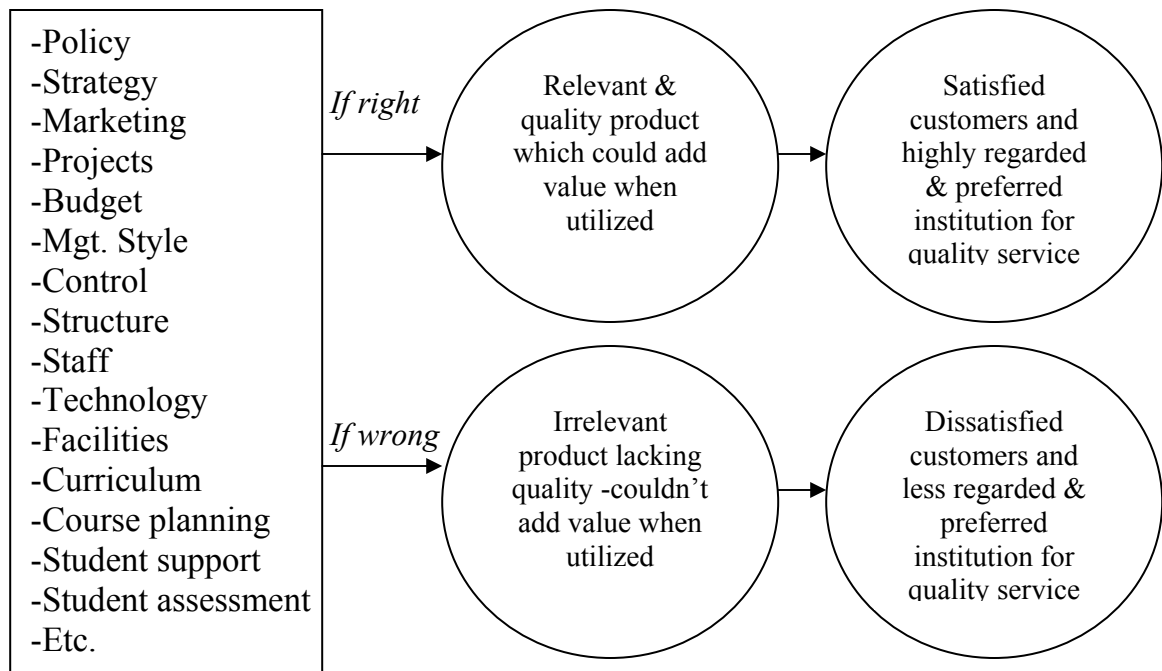 -Policy
-Strategy
-Marketing
-Projects
-Budget
-Mgt. Style
-Control
-Structure
-Staff
-Technology
-Facilities
-Curriculum
-Course planning
-Student support
-Student assessment
-Etc.
If right
Relevant &
quality product
which could add
value when
utilized
Satisfied
customers and
highly regarded
& preferred
institution for
quality service
If wrong
Irrelevant
product lacking
quality -couldn’t
add value when
utilized
Dissatisfied
customers and
less regarded &
preferred
institution for
quality service